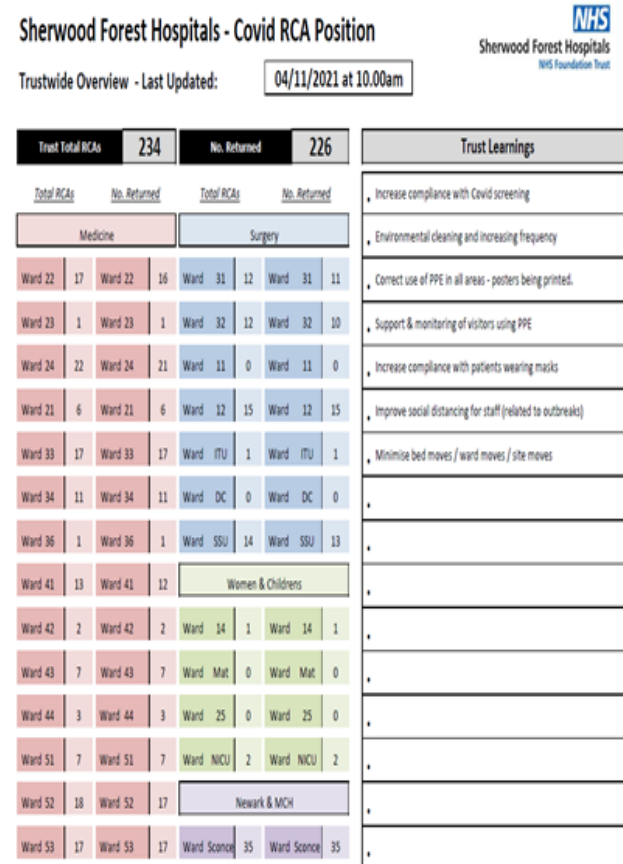 NHS
Sherwood Forest Hospitals - Covid RCA Position
Sherwood Forest Hospitals
NHS Foundation Trust
Trustwide Overview - Last Updated: 04/11/2021 at 10.00am
Trust Total RCAs 234 No. Returned 226 Trust Learnings
Total RCAs No. Returned Total RCAs No. Returned . Increase compliance with Covid screening
Medicine Surgery . Environmental cleaning and increasing frequency
Ward 22 17 Ward 22 16 Ward 31 12 Ward 31 11 . Correct use of PPE in all areas - posters being printed.
Ward 23 1 Ward 23 1 Ward 32 12 Ward 32 10 . Support & monitoring of visitors using PPE
Ward 24 22 Ward 24 21 Ward 11 0 Ward 11 0 . Increase compliance with patients wearing masks
Ward 21 6 Ward 21 6 Ward 12 15 Ward 12 15 . Improve social distancing for staff (related to outbreaks)
Ward 33 17 Ward 33 17 Ward ITU 1 Ward ITU 1 . Minimise bed moves / ward moves / site moves
Ward 34 11 Ward 34 11 Ward DC 0 Ward DC 0 .
Ward 36 1 Ward 36 1 Ward SSU 14 Ward SSU 13 .
Ward 41 13 Ward 41 12 Women & Childrens .
Ward 42 2 Ward 42 2 Ward 14 1 Ward 14 1 .
Ward 43 7 Ward 43 7 Ward Mat 0 Ward Mat 0 .
Ward 44 3 Ward 44 3 Ward 25 0 Ward 25 0 .
Ward 51 7 Ward 51 7 Ward NICU 2 Ward NICU 2 .
Ward 52 18 Ward 52 17 Newark & MCH .
Ward 53 17 Ward 53 17 Ward Sconce 35 Ward Sconce 35 .